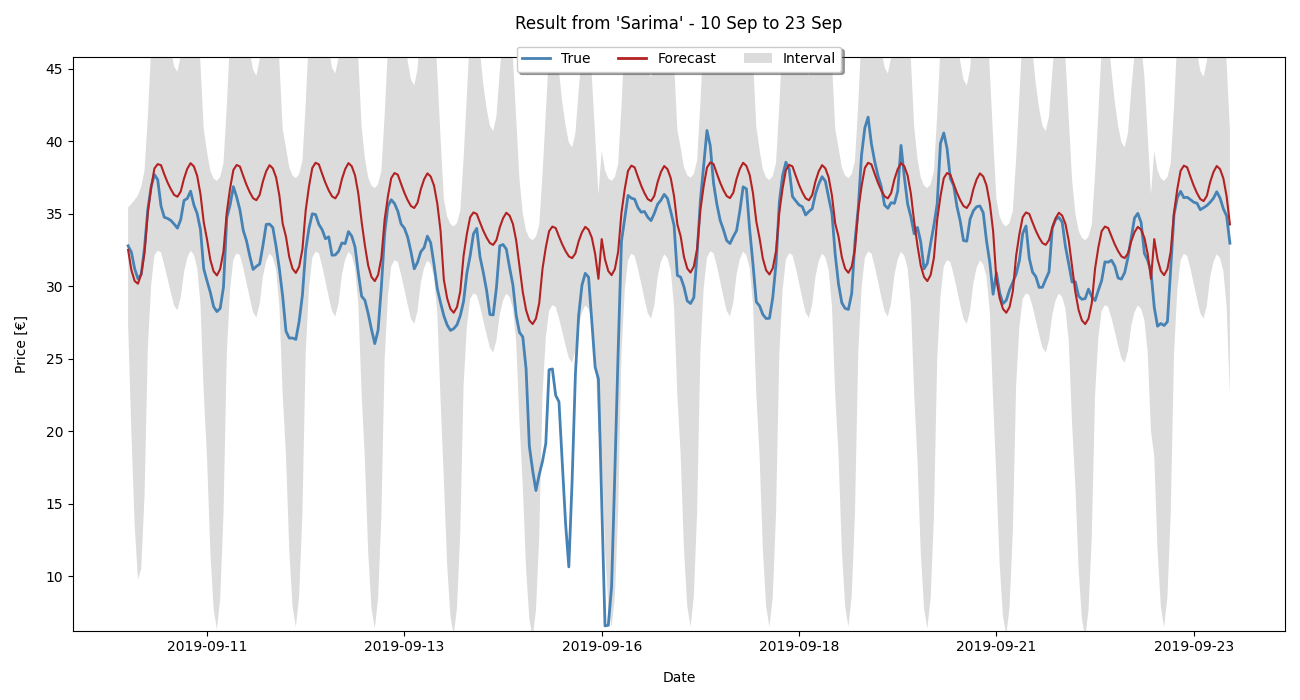 Result from 'Sarima' - 10 Sep to 23 Sep
True Forecast Interval
45
40
35
30
25
20
15
10
Price [€]
2019-09-11 2019-09-13 2019-09-16 2019-09-18 2019-09-21 2019-09-23
Date